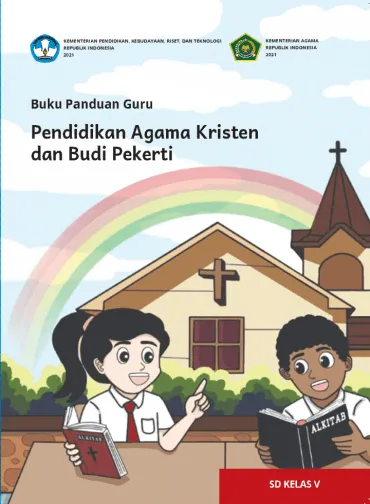 KEMENTERIAN PENDIDIKAN, KEBUDAYAAN, RISET, DAN TEKNOLOGI
REPUBLIK INDONESIA
2021
KEMENTERIAN AGAMA
REPUBLIK INDONESIA
2021
Buku Panduan Guru
Pendidikan Agama Kristen
dan Budi Pekerti
ALKITAB
ALKITAB
SD KELAS V